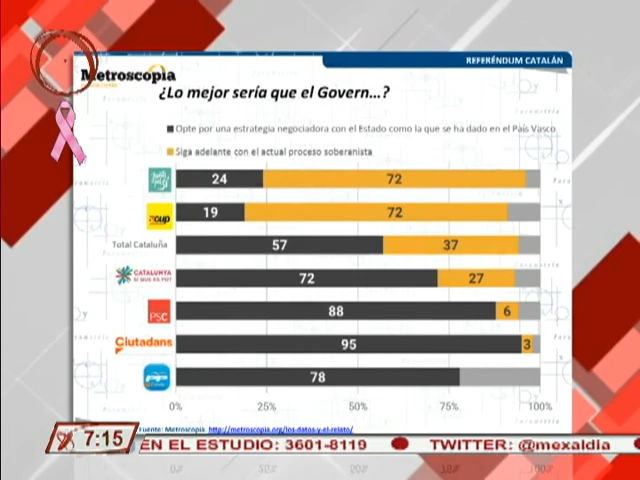 REFERÉNDUM CATALÁN
Metroscopia
¿Lo mejor sería que el Govern...?
Opte por una estrategia negociadora con el Estado como la que se ha dado en el País Vasco
Siga adelante con el actual proceso soberanista
24 72
cup 19 72
Total Cataluña 57 37
CATALUNYA SÍ QUE ES POT 72 27
PSC 88 6
Ciutadans 95 3
78
0% 25% 50% 75% 100%
Fuente: Metroscopia http://metroscopia.org/los-datos-y-el-relato/
7:15 EN EL ESTUDIO: 3601-8119 TWITTER: @mexaldia